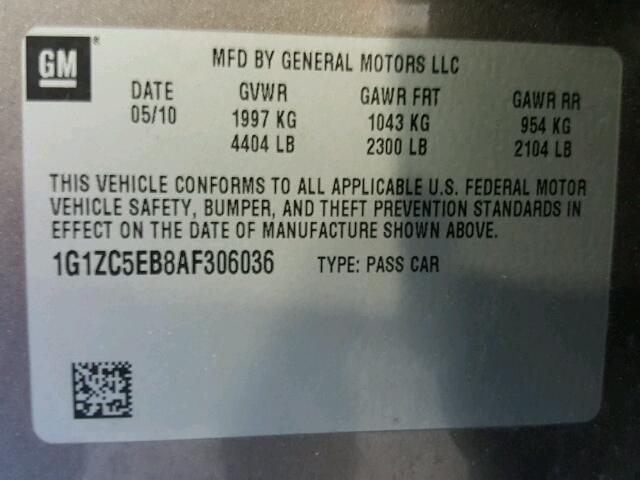 GM®
MFD BY GENERAL MOTORS LLC
DATE GVWR GAWR FRT GAWR RR
05/10 1997 KG 1043 KG 954 KG
4404 LB 2300 LB 2104 LB
THIS VEHICLE CONFORMS TO ALL APPLICABLE U.S. FEDERAL MOTOR
VEHICLE SAFETY, BUMPER, AND THEFT PREVENTION STANDARDS IN
EFFECT ON THE DATE OF MANUFACTURE SHOWN ABOVE.
1G1ZC5EB8AF306036 TYPE: PASS CAR